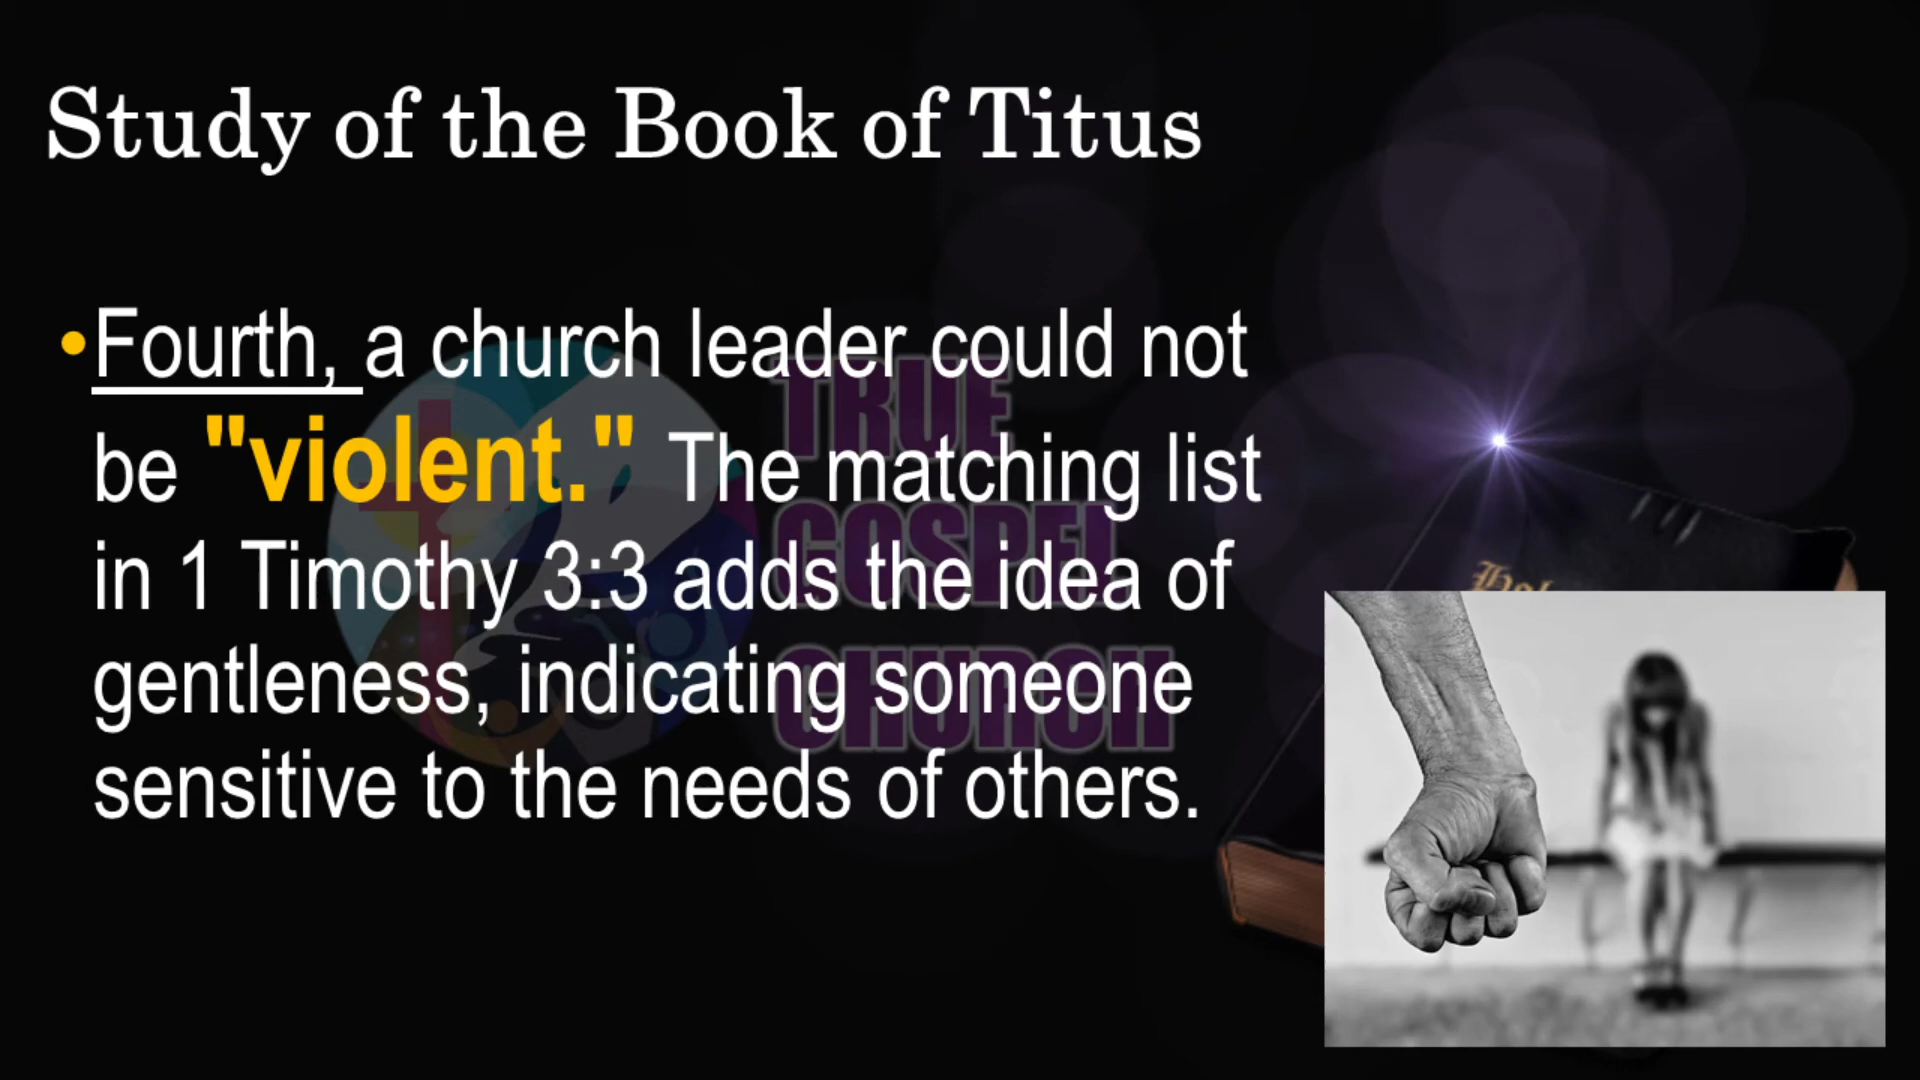 Study of the Book of Titus
•Fourth, a church leader could not
be "violent." The matching list
in 1 Timothy 3:3 adds the idea of
gentleness, indicating someone
sensitive to the needs of others.
TRUE
GOSPEL
CHURCH